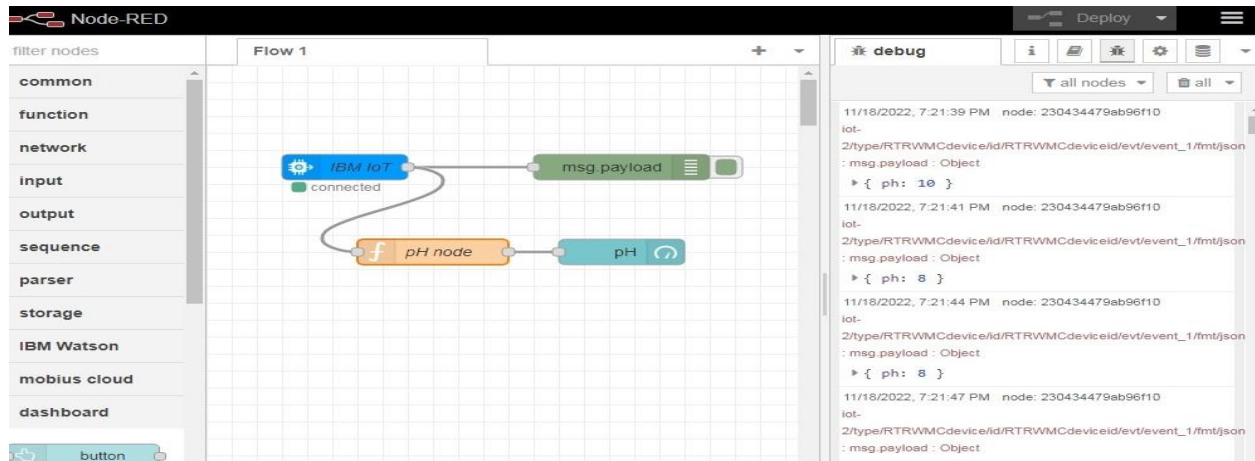 Node-RED
Deploy
filter nodes
common
function
network
input
output
sequence
parser
storage
IBM Watson
mobius cloud
dashboard
button
Flow 1
IBM IoT
connected
msg.payload
pH node
pH
debug
all nodes
all
11/18/2022, 7:21:39 PM node: 230434479ab96f10
iot-
2/type/RTRWMCdevice/id/RTRWMCdeviceid/evt/event_1/fmt/json
: msg.payload : Object
{ ph: 10 }
11/18/2022, 7:21:41 PM node: 230434479ab96f10
iot-
2/type/RTRWMCdevice/id/RTRWMCdeviceid/evt/event_1/fmt/json
: msg.payload : Object
{ ph: 8 }
11/18/2022, 7:21:44 PM node: 230434479ab96f10
iot-
2/type/RTRWMCdevice/id/RTRWMCdeviceid/evt/event_1/fmt/json
: msg.payload : Object
{ ph: 8 }
11/18/2022, 7:21:47 PM node: 230434479ab96f10
iot-
2/type/RTRWMCdevice/id/RTRWMCdeviceid/evt/event_1/fmt/json
: msg.payload : Object